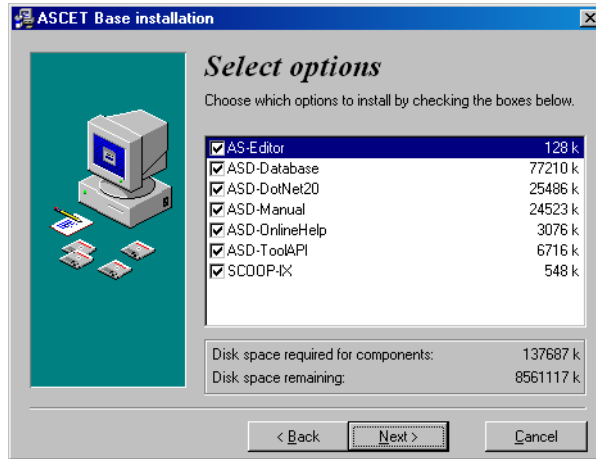 ASCET Base installation
Select options
Choose which options to install by checking the boxes below.
AS-Editor 128 k
ASD-Database 77210 k
ASD-DotNet20 25486 k
ASD-Manual 24523 k
ASD-OnlineHelp 3076 k
ASD-ToolAPI 6716 k
SCOOP-IX 548 k
Disk space required for components: 137687 k
Disk space remaining: 8561117 k
< Back Next > Cancel